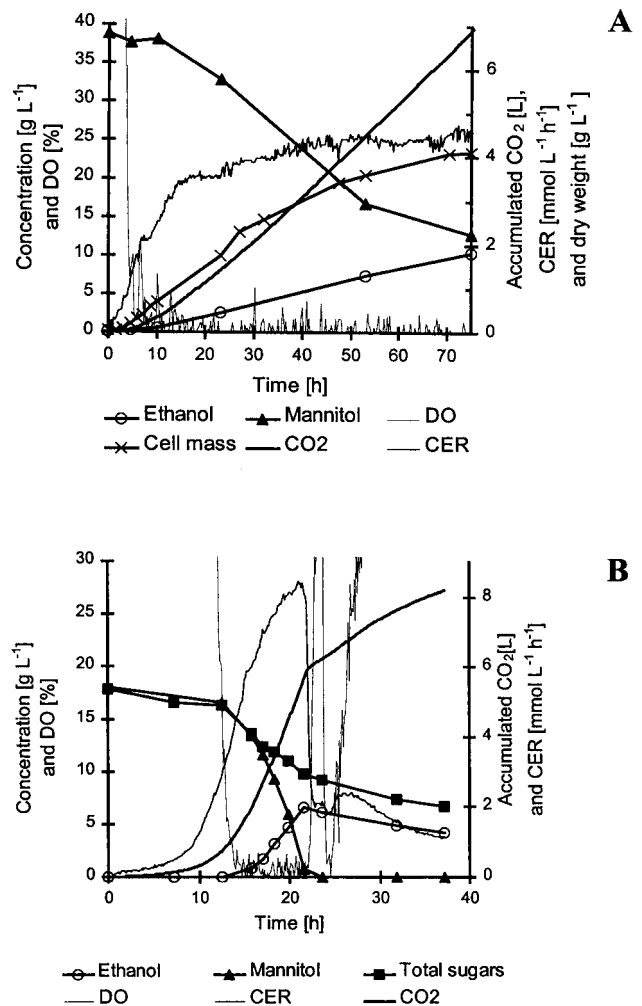 A
Concentration [g L-1]
and DO [%]
40
35
30
25
20
15
10
5
0
6
4
2
0
Accumulated CO2 [L],
CER [mmol L-1 h-1]
and dry weight [g L-1]
0 10 20 30 40 50 60 70
Time [h]
Ethanol Mannitol DO
Cell mass CO2 CER
B
Concentration [g L-1]
and DO [%]
30
25
20
15
10
5
0
8
6
4
2
0
Accumulated CO2[L]
and CER [mmol L-1 h-1]
0 10 20 30 40
Time [h]
Ethanol Mannitol Total sugars
DO CER CO2